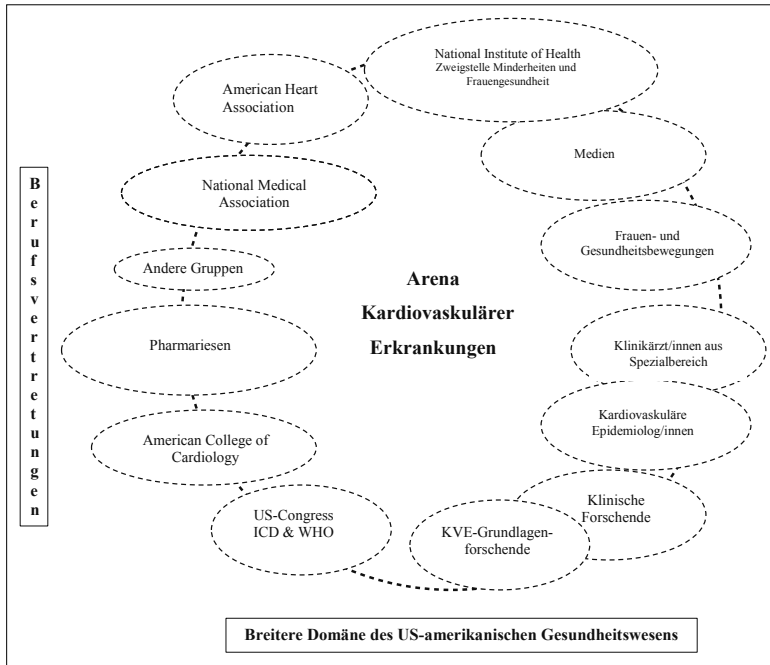 National Institute of Health
Zweigstelle Minderheiten und
Frauengesundheit
American Heart
Association
Medien
National Medical
Association
Frauen- und
Gesundheitsbewegungen
Andere Gruppen
Arena
Kardiovaskulärer
Erkrankungen
Pharmariesen
Klinikärzt/innen aus
Spezialbereich
Kardiovaskuläre
Epidemiolog/innen
American College of
Cardiology
Klinische
Forschende
US-Congress
ICD & WHO
KVE-Grundlagen-
forschende
Berufsvertretungen
Breitere Domäne des US-amerikanischen Gesundheitswesens